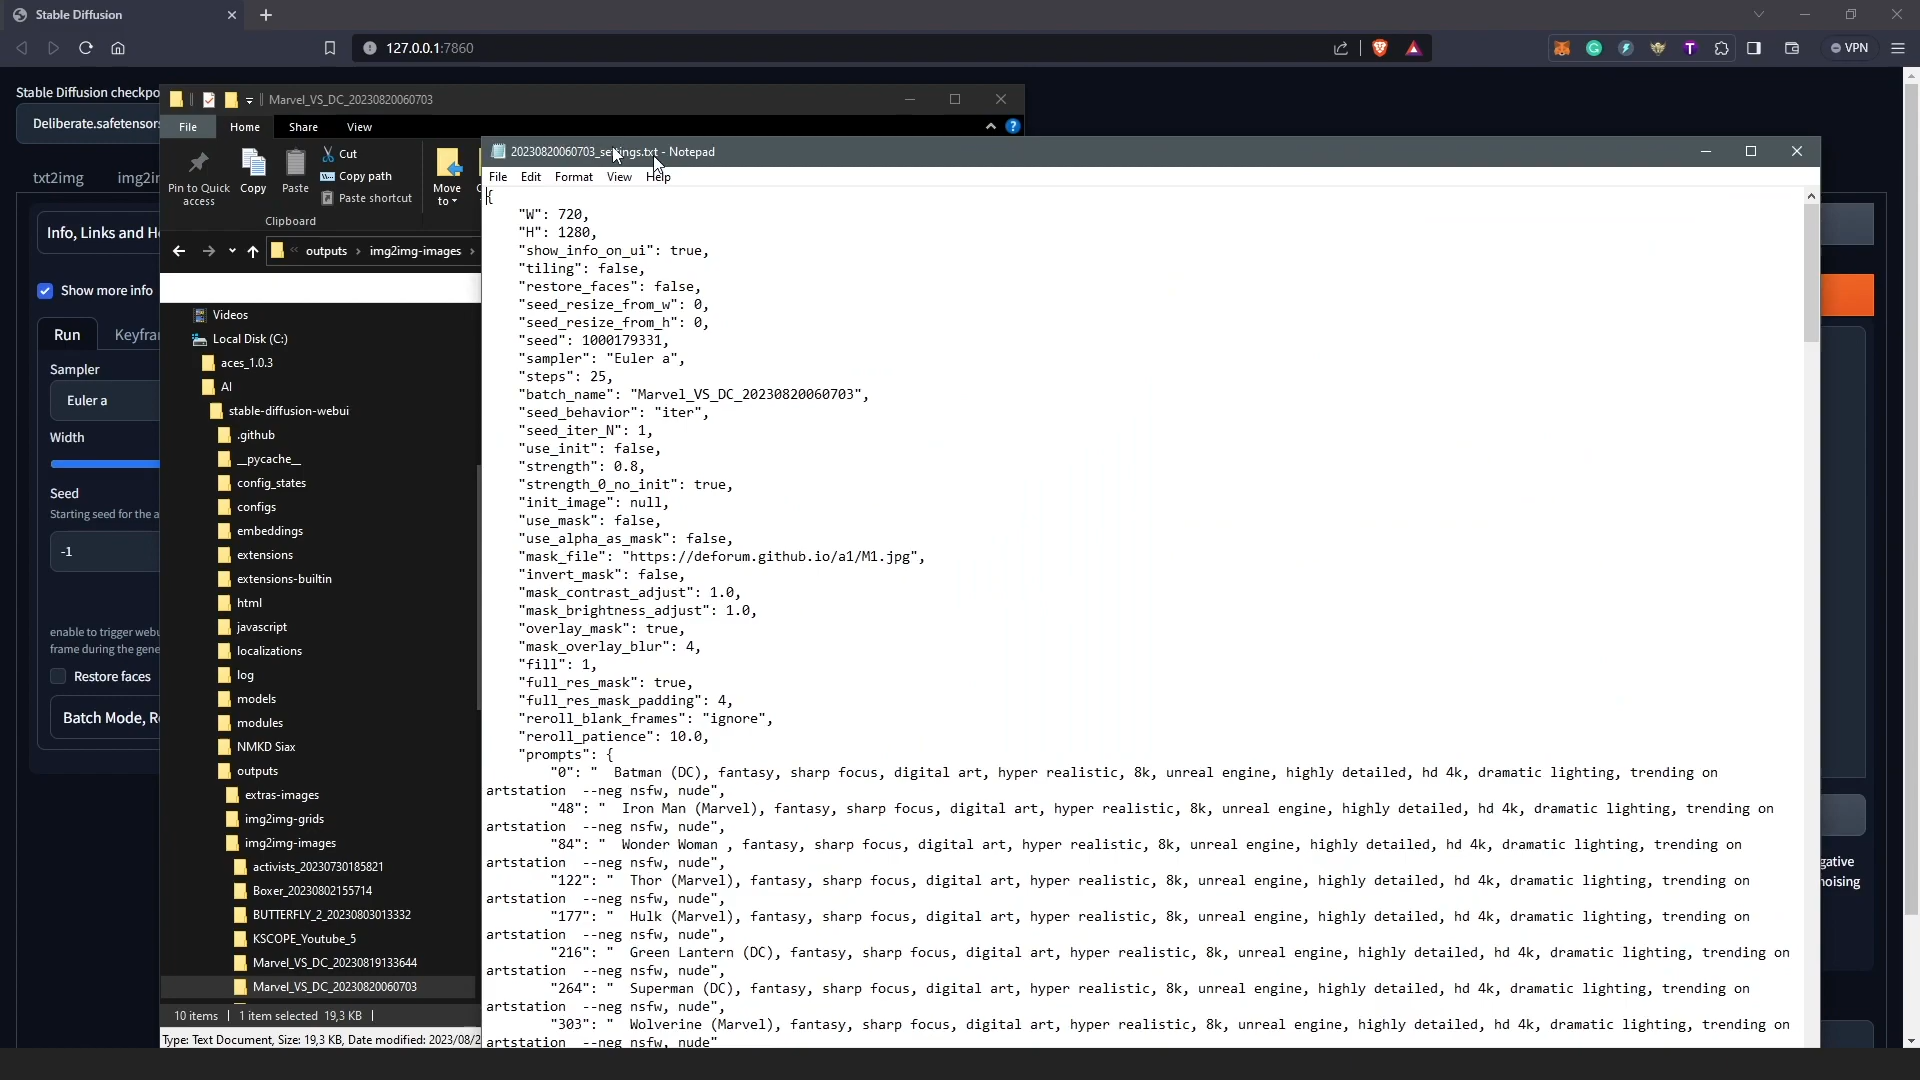 Stable Diffusion
127.0.0.1:7860
VPN
Stable Diffusion checkpo
Deliberate.safetensors
txt2img
img2im
Info, Links and He
Show more info
Run
Keyfra
Sampler
Euler a
Width
Seed
Starting seed for the a
-1
enable to trigger webu
frame during the gene
Restore faces
Batch Mode, R
Marvel_VS_DC_20230820060703
File
Home
Share
View
Pin to Quick
access
Copy
Paste
Cut
Copy path
Paste shortcut
Move
to
Clipboard
outputs
img2img-images
Videos
Local Disk (C:)
aces_1.0.3
AI
stable-diffusion-webui
.github
__pycache__
config_states
configs
embeddings
extensions
extensions-builtin
html
javascript
localizations
log
models
modules
NMKD Siax
outputs
extras-images
img2img-grids
img2img-images
activists_20230730185821
Boxer_20230802155714
BUTTERFLY_2_20230803013332
KSCOPE_Youtube_5
Marvel_VS_DC_20230819133644
Marvel_VS_DC_20230820060703
10 items
1 item selected 19,3 KB
Type: Text Document, Size: 19,3 KB, Date modified: 2023/08/2
20230820060703_settings.txt - Notepad
File Edit Format View Help
{
"W": 720,
"H": 1280,
"show_info_on_ui": true,
"tiling": false,
"restore_faces": false,
"seed_resize_from_w": 0,
"seed_resize_from_h": 0,
"seed": 1000179331,
"sampler": "Euler a",
"steps": 25,
"batch_name": "Marvel_VS_DC_20230820060703",
"seed_behavior": "iter",
"seed_iter_N": 1,
"use_init": false,
"strength": 0.8,
"strength_0_no_init": true,
"init_image": null,
"use_mask": false,
"use_alpha_as_mask": false,
"mask_file": "https://deforum.github.io/a1/M1.jpg",
"invert_mask": false,
"mask_contrast_adjust": 1.0,
"mask_brightness_adjust": 1.0,
"overlay_mask": true,
"mask_overlay_blur": 4,
"fill": 1,
"full_res_mask": true,
"full_res_mask_padding": 4,
"reroll_blank_frames": "ignore",
"reroll_patience": 10.0,
"prompts": {
"0": "  Batman (DC), fantasy, sharp focus, digital art, hyper realistic, 8k, unreal engine, highly detailed, hd 4k, dramatic lighting, trending on
artstation  --neg nsfw, nude",
"48": "  Iron Man (Marvel), fantasy, sharp focus, digital art, hyper realistic, 8k, unreal engine, highly detailed, hd 4k, dramatic lighting, trending on
artstation  --neg nsfw, nude",
"84": "  Wonder Woman , fantasy, sharp focus, digital art, hyper realistic, 8k, unreal engine, highly detailed, hd 4k, dramatic lighting, trending on
artstation  --neg nsfw, nude",
"122": "  Thor (Marvel), fantasy, sharp focus, digital art, hyper realistic, 8k, unreal engine, highly detailed, hd 4k, dramatic lighting, trending on
artstation  --neg nsfw, nude",
"177": "  Hulk (Marvel), fantasy, sharp focus, digital art, hyper realistic, 8k, unreal engine, highly detailed, hd 4k, dramatic lighting, trending on
artstation  --neg nsfw, nude",
"216": "  Green Lantern (DC), fantasy, sharp focus, digital art, hyper realistic, 8k, unreal engine, highly detailed, hd 4k, dramatic lighting, trending on
artstation  --neg nsfw, nude",
"264": "  Superman (DC), fantasy, sharp focus, digital art, hyper realistic, 8k, unreal engine, highly detailed, hd 4k, dramatic lighting, trending on
artstation  --neg nsfw, nude",
"303": "  Wolverine (Marvel), fantasy, sharp focus, digital art, hyper realistic, 8k, unreal engine, highly detailed, hd 4k, dramatic lighting, trending on
artstation  --neg nsfw, nude"
gative
noising